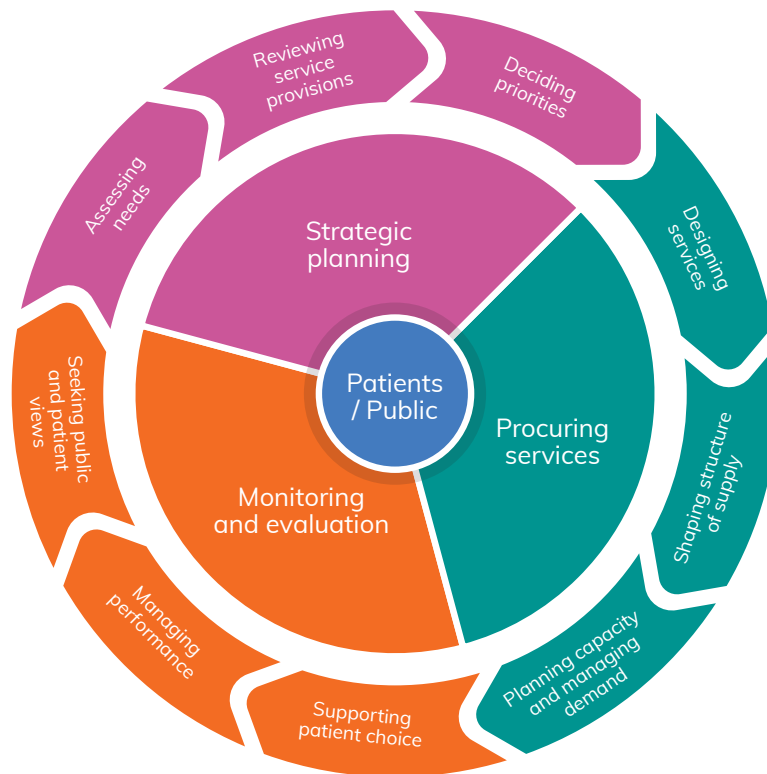 Reviewing
service
provisions
Deciding
priorities
Assessing
needs
Designing
services
Strategic
planning
Patients
/ Public
Procuring
services
Monitoring
and evaluation
Seeking public
and patient
views
Shaping structure
of supply
Managing
performance
Planning capacity
and managing
demand
Supporting
patient choice